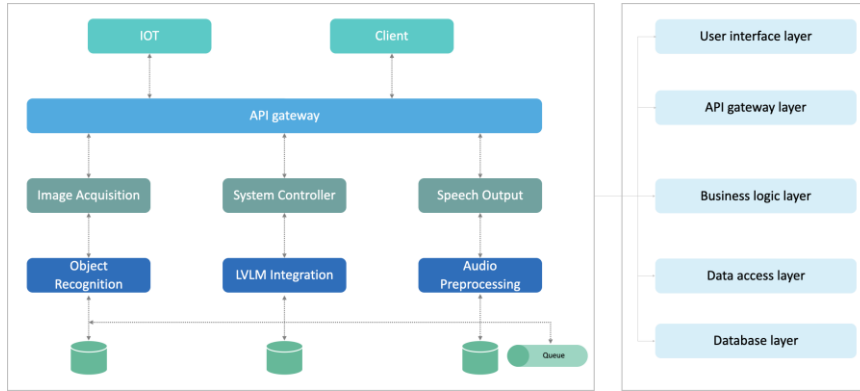 IOT
Client
API gateway
Image Acquisition
System Controller
Speech Output
Object
Recognition
LVLM Integration
Audio
Preprocessing
Queue
User interface layer
API gateway layer
Business logic layer
Data access layer
Database layer